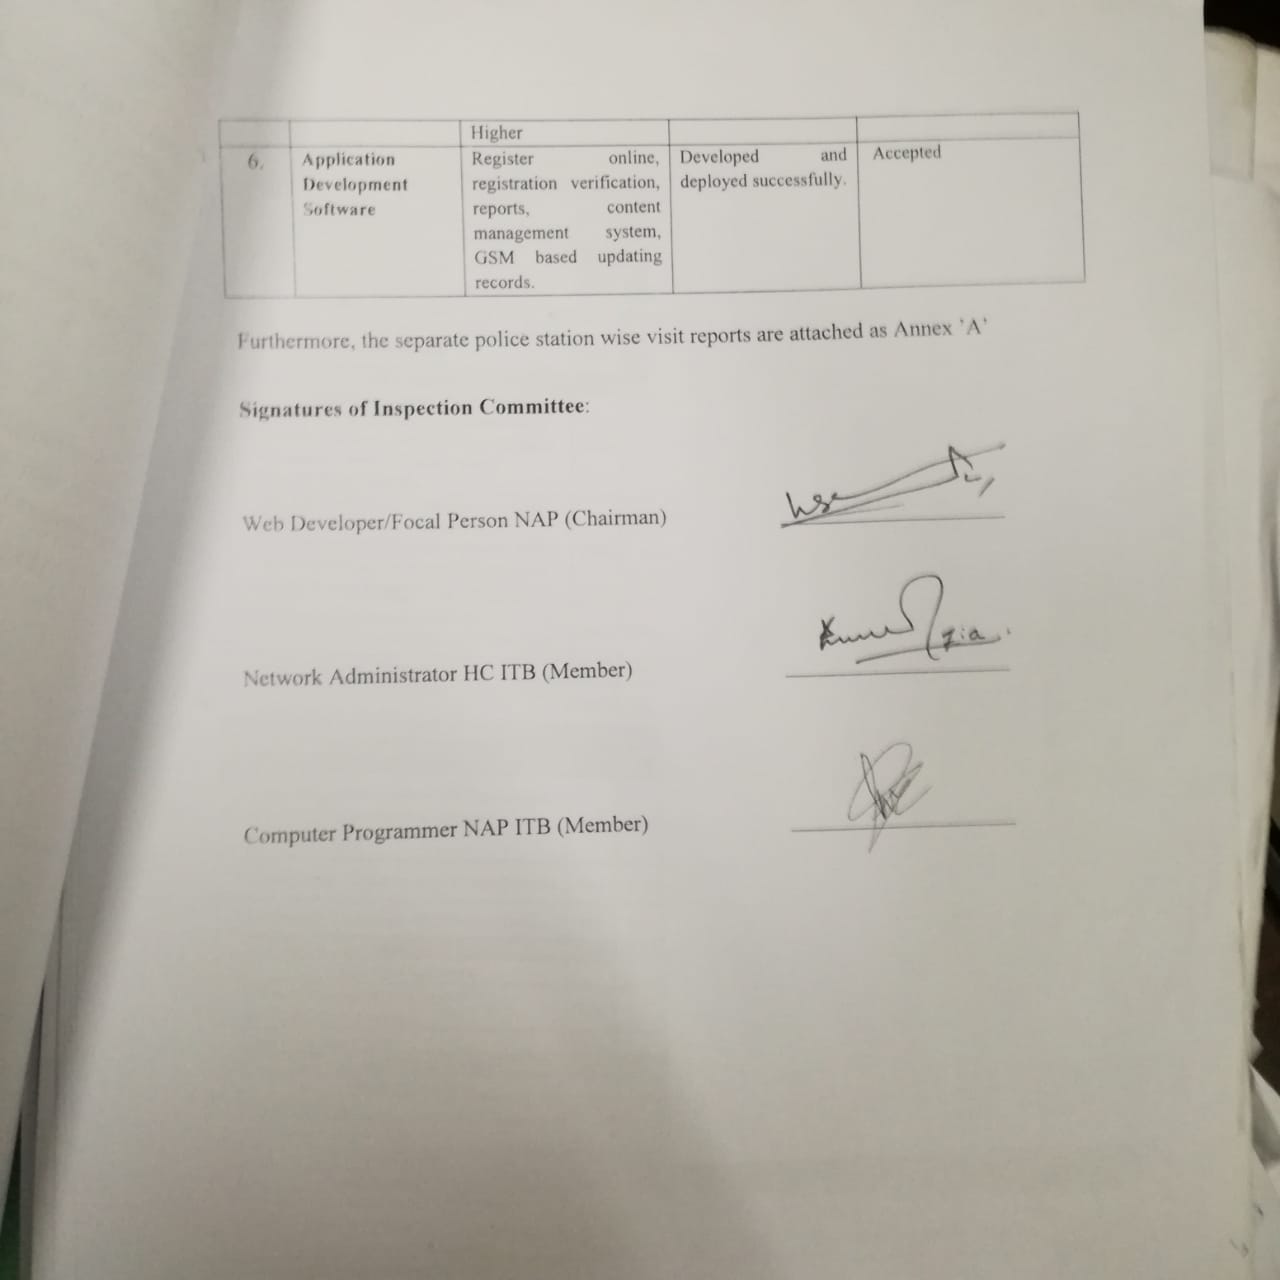 Higher
6. Application Development Software Register online, registration verification, reports, content management system, GSM based updating records. Developed and deployed successfully. Accepted
Furthermore, the separate police station wise visit reports are attached as Annex 'A'
Signatures of Inspection Committee:
Web Developer/Focal Person NAP (Chairman)
Network Administrator HC ITB (Member)
Computer Programmer NAP ITB (Member)